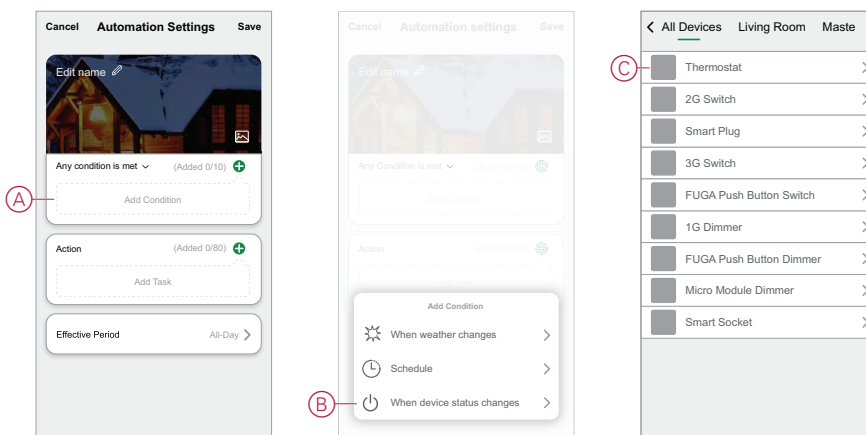 Cancel Automation Settings Save
Edit name
Any condition is met (Added 0/10)
A
Add Condition
Action (Added 0/80)
Add Task
Effective Period All-Day
Cancel Automation settings Save
Edit name
Any Condition is met
Action
Add Condition
When weather changes
Schedule
B When device status changes
All Devices Living Room Maste
C Thermostat
2G Switch
Smart Plug
3G Switch
FUGA Push Button Switch
1G Dimmer
FUGA Push Button Dimmer
Micro Module Dimmer
Smart Socket